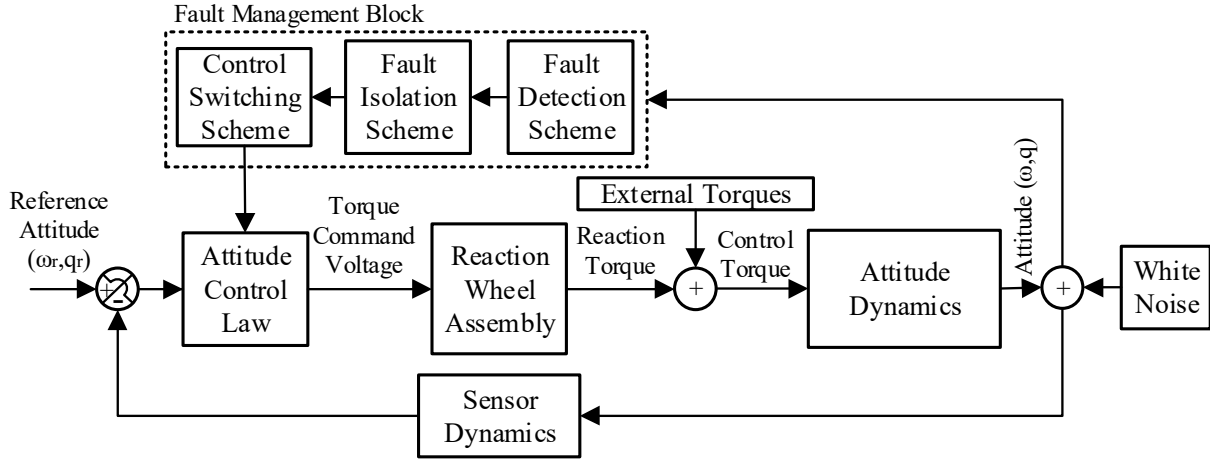 Fault Management Block
Control
Switching
Scheme
Fault
Isolation
Scheme
Fault
Detection
Scheme
Reference
Attitude
(ωr,qr)
+
-
Attitude
Control
Law
Torque
Command
Voltage
Reaction
Wheel
Assembly
Reaction
Torque
External Torques
+
Control
Torque
Attitude
Dynamics
Attitude (ω,q)
+
White
Noise
Sensor
Dynamics